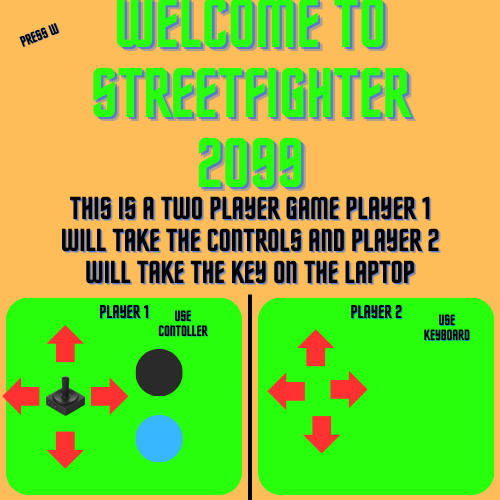 WELCOME TO
PRESS W
STREETFIGHTER
2099
THIS IS A TWO PLAYER GAME PLAYER 1
WILL TAKE THE CONTROLS AND PLAYER 2
WILL TAKE THE KEY ON THE LAPTOP
PLAYER 1
USE
CONTOLLER
PLAYER 2
USE
KEYBOARD